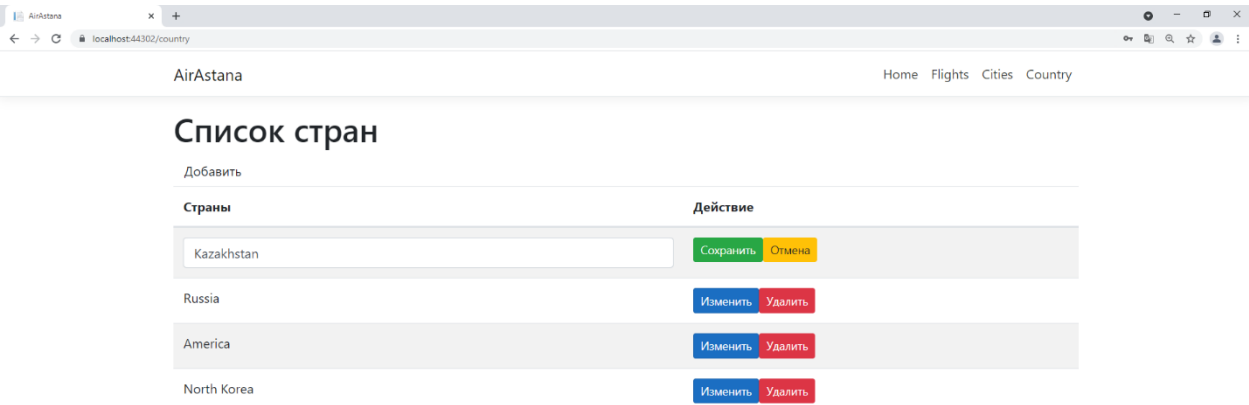 AirAstana
localhost:44302/country
AirAstana Home Flights Cities Country
Список стран
Добавить
Страны Действие
Kazakhstan Сохранить Отмена
Russia Изменить Удалить
America Изменить Удалить
North Korea Изменить Удалить